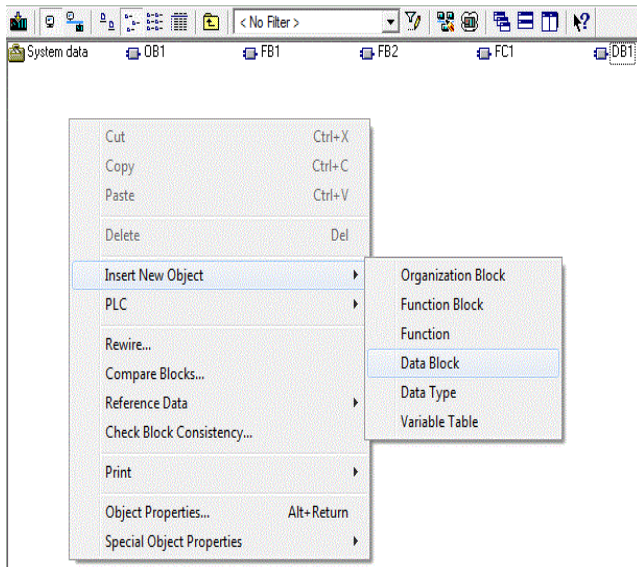 < No Filter >
System data OB1 FB1 FB2 FC1 DB1
Cut Ctrl+X
Copy Ctrl+C
Paste Ctrl+V
Delete Del
Insert New Object
PLC
Rewire...
Compare Blocks...
Reference Data
Check Block Consistency...
Print
Object Properties... Alt+Return
Special Object Properties
Organization Block
Function Block
Function
Data Block
Data Type
Variable Table